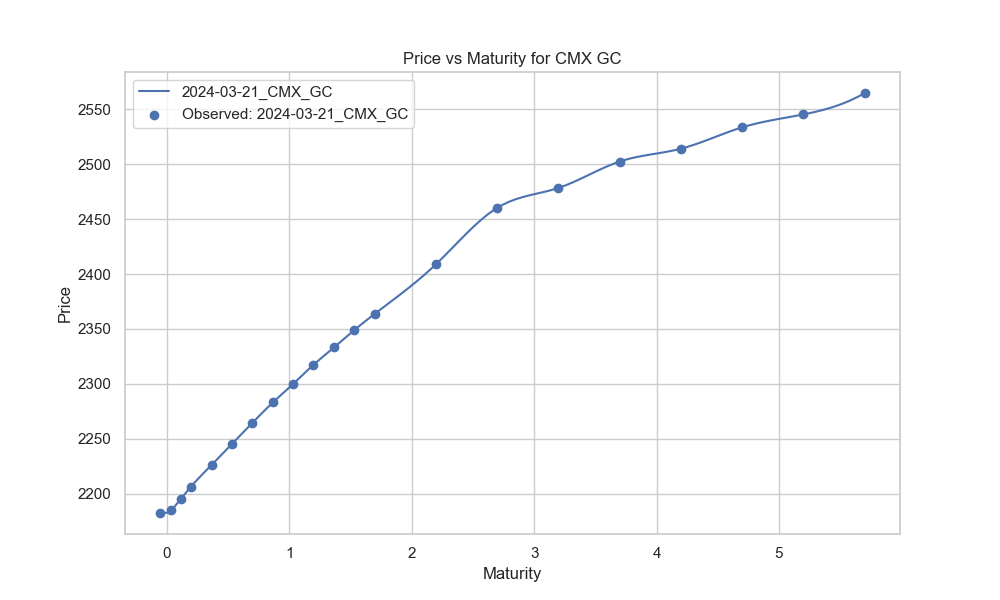 Price vs Maturity for CMX GC
2024-03-21_CMX_GC
Observed: 2024-03-21_CMX_GC
2550
2500
2450
2400
2350
2300
2250
2200
Price
0 1 2 3 4 5
Maturity